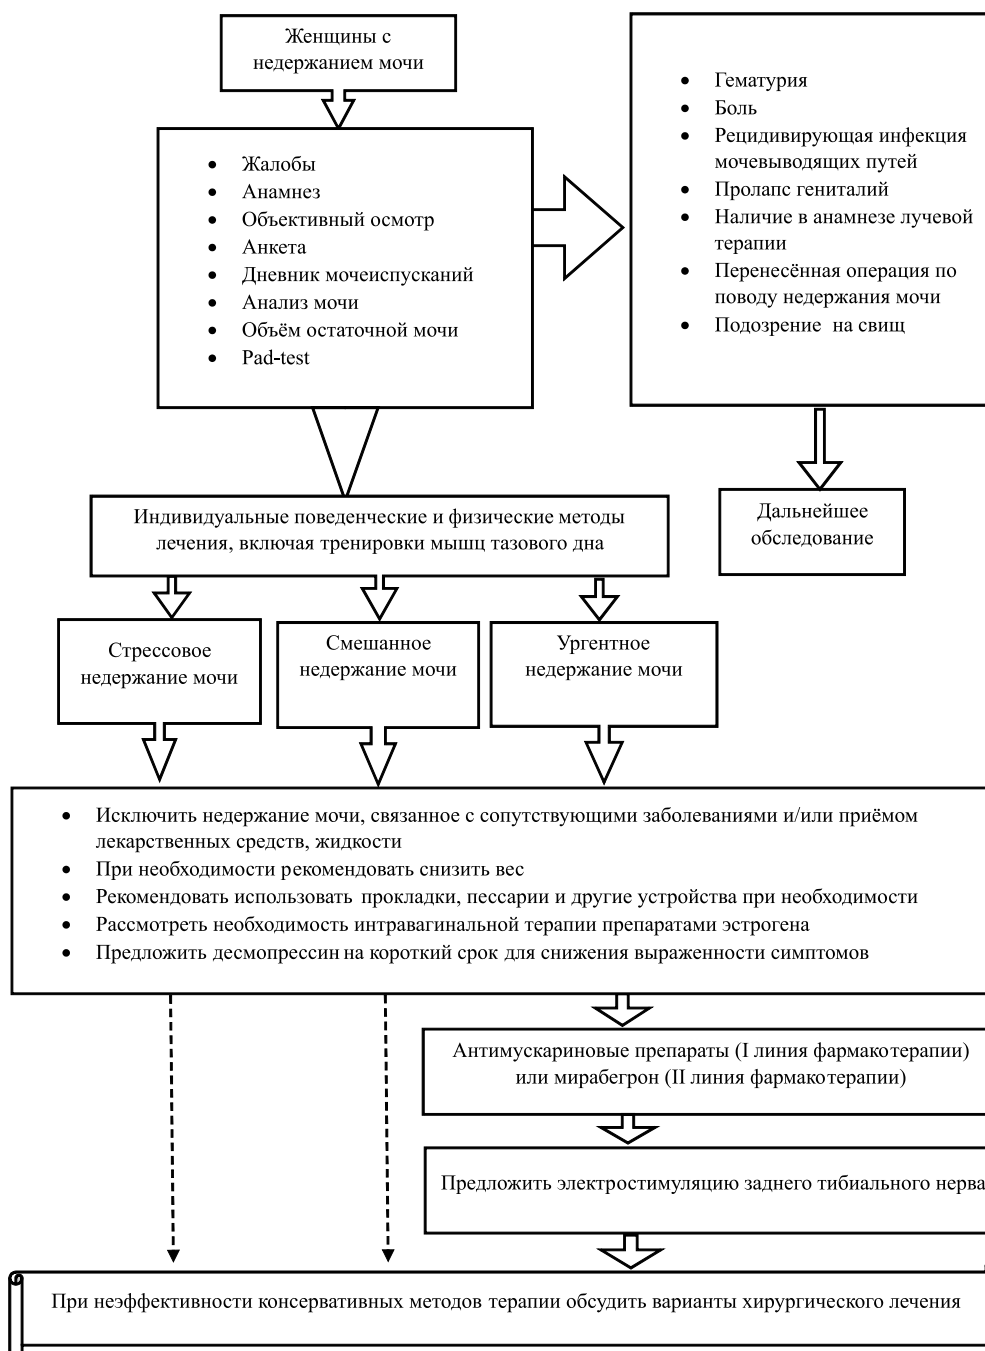 Женщины с
недержанием мочи
• Жалобы
• Анамнез
• Объективный осмотр
• Анкета
• Дневник мочеиспусканий
• Анализ мочи
• Объём остаточной мочи
• Pad-test
• Гематурия
• Боль
• Рецидивирующая инфекция
мочевыводящих путей
• Пролапс гениталий
• Наличие в анамнезе лучевой
терапии
• Перенесённая операция по
поводу недержания мочи
• Подозрение на свищ
Дальнейшее
обследование
Индивидуальные поведенческие и физические методы
лечения, включая тренировки мышц тазового дна
Стрессовое
недержание мочи
Смешанное
недержание мочи
Ургентное
недержание мочи
• Исключить недержание мочи, связанное с сопутствующими заболеваниями и/или приёмом
лекарственных средств, жидкости
• При необходимости рекомендовать снизить вес
• Рекомендовать использовать прокладки, пессарии и другие устройства при необходимости
• Рассмотреть необходимость интравагинальной терапии препаратами эстрогена
• Предложить десмопрессин на короткий срок для снижения выраженности симптомов
Антимускариновые препараты (I линия фармакотерапии)
или мирабегрон (II линия фармакотерапии)
Предложить электростимуляцию заднего тибиального нерва
При неэффективности консервативных методов терапии обсудить варианты хирургического лечения